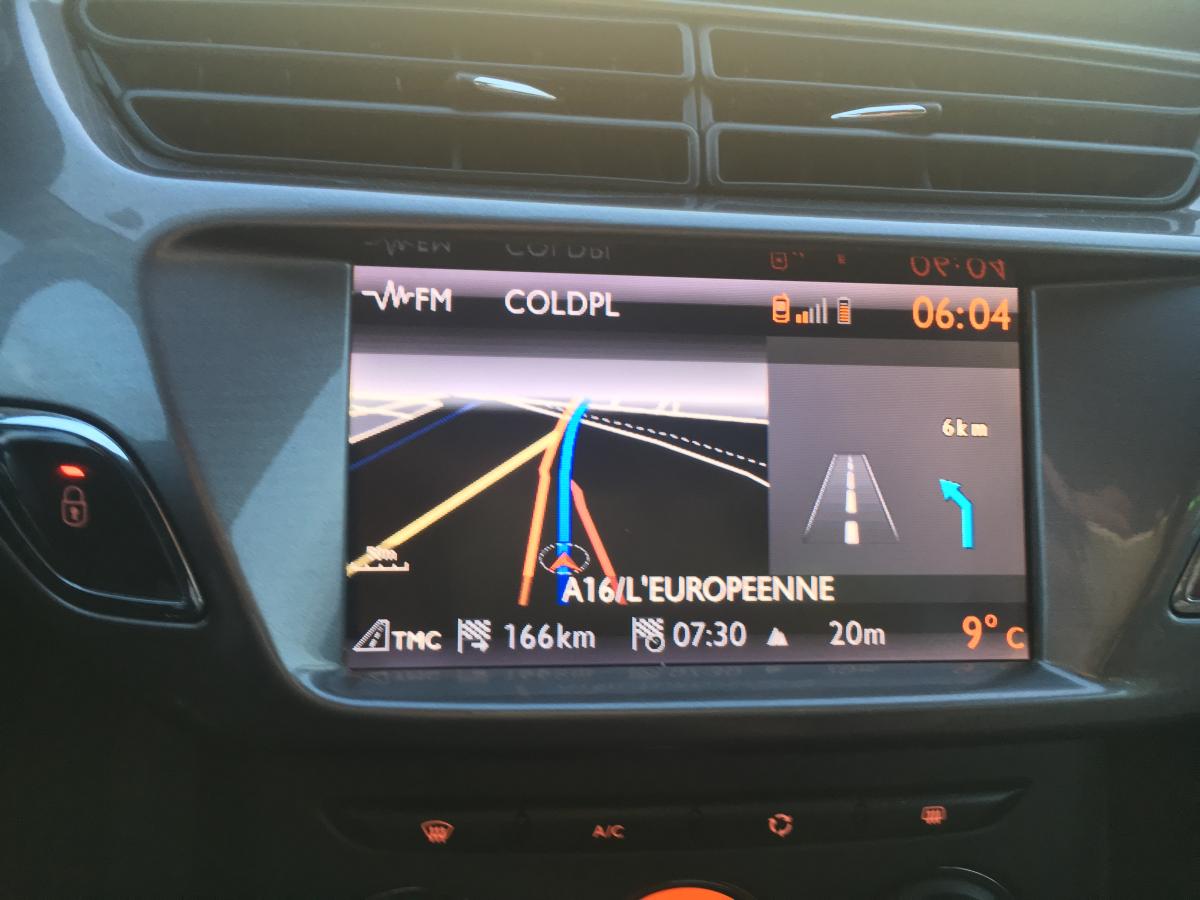 FM COLDPL 06:04
6km
A16/L'EUROPEENNE
TMC 166km 07:30 20m 9° C
A/C